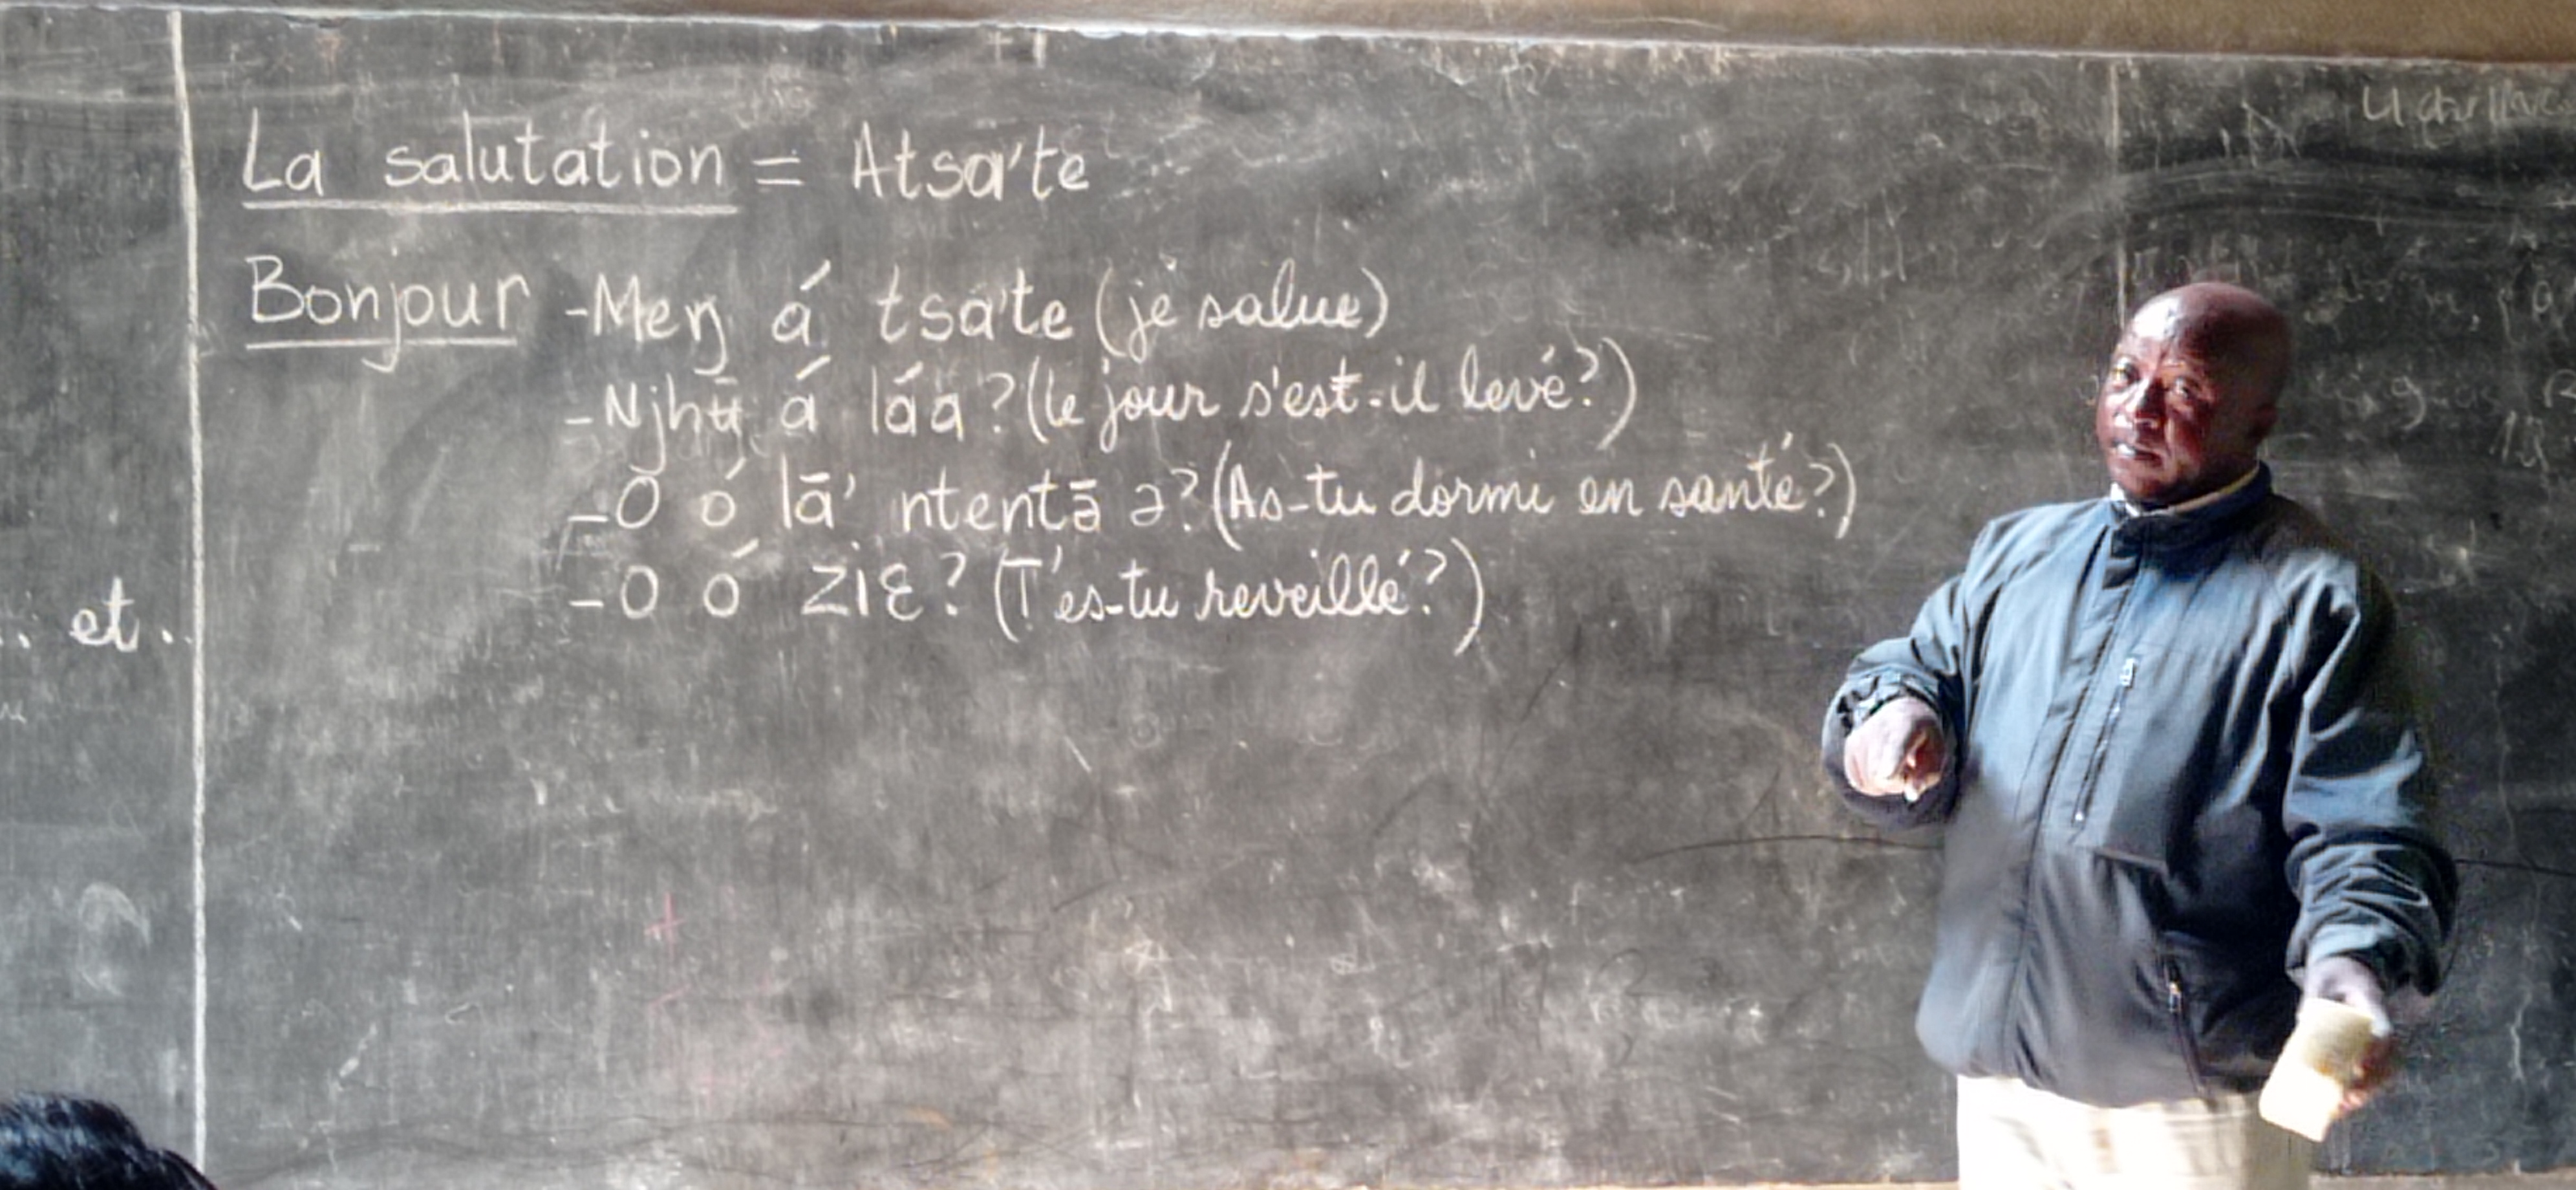 La salutation = Atsa'te
Bonjour - Meŋ á tsa'te (je salue)
- Njhʉ̄ á láá ? (le jour s'est-il levé ?)
- O ó lā' ntentā ə ? (As-tu dormi en santé ?)
- O ó ziɛ ? (T'es-tu reveillé ?)
.. et .